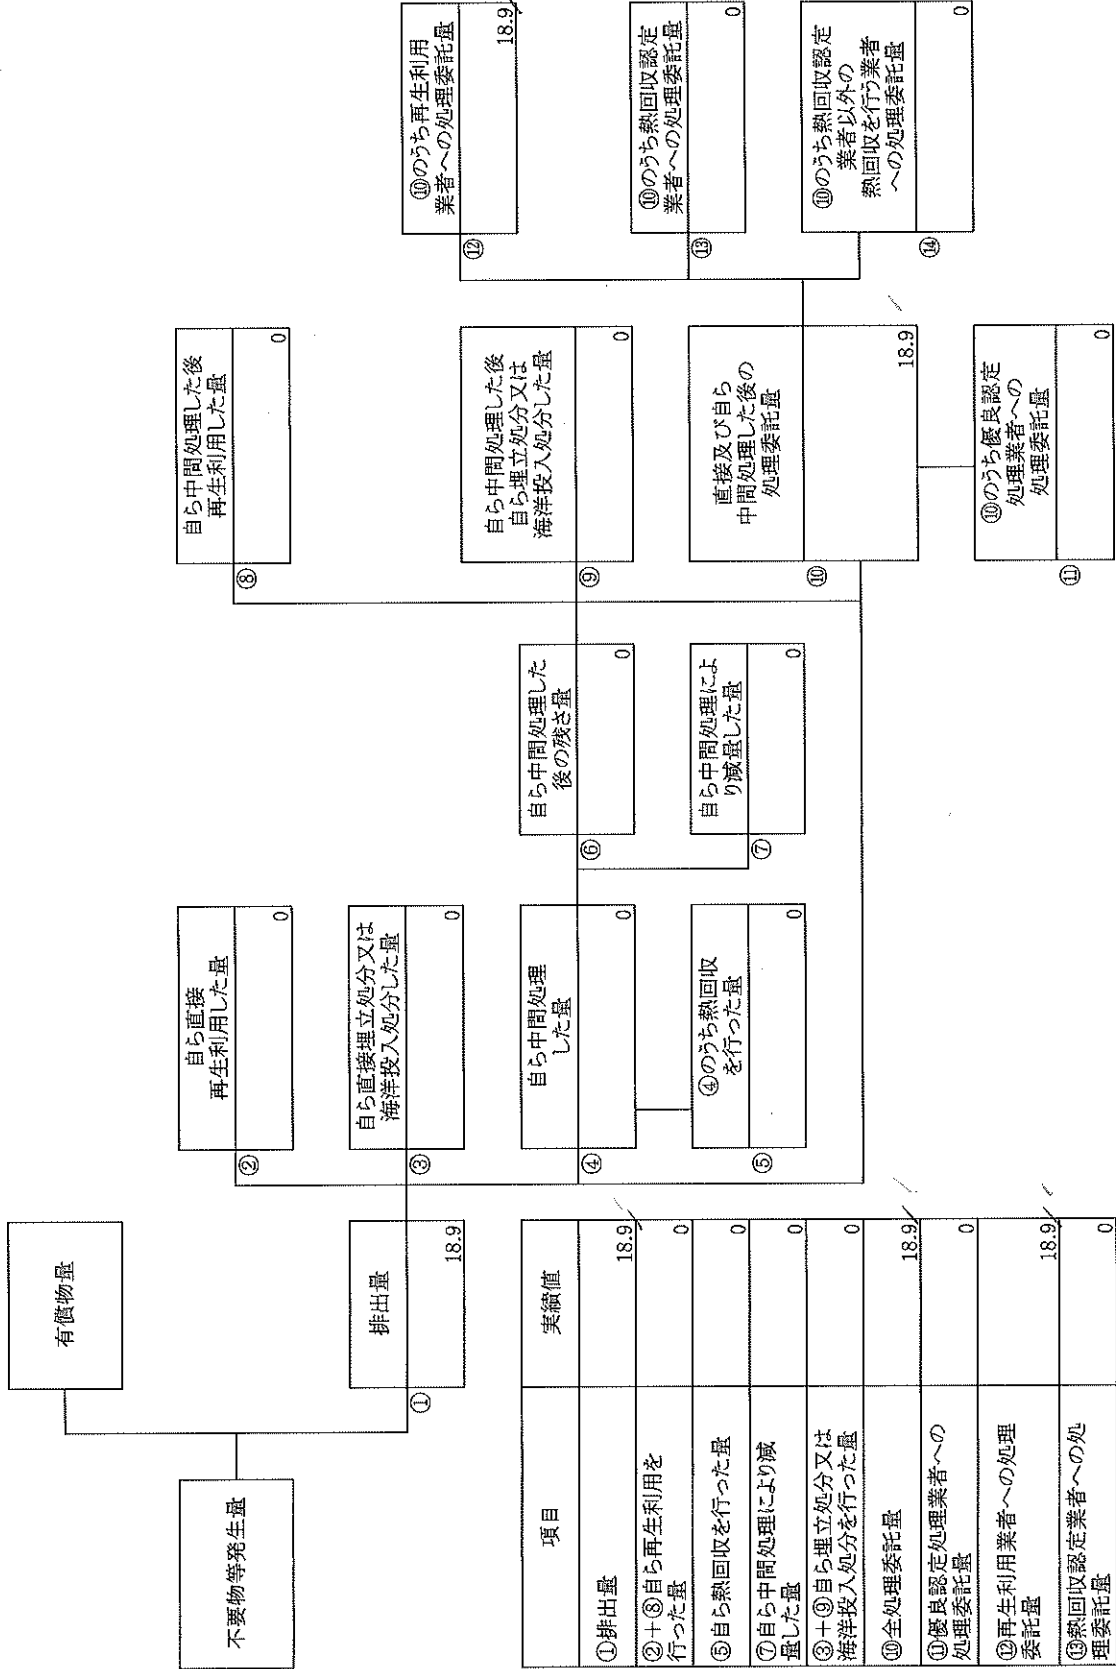 有償物量
不要物等発生量
排出量
①
18.9
自ら直接
再生利用した量
②
0
自ら直接埋立処分又は
海洋投入処分した量
③
0
自ら中間処理
した量
④
0
④のうち熱回収
を行った量
⑤
0
自ら中間処理した
後の残さ量
⑥
0
自ら中間処理によ
り減量した量
⑦
0
自ら中間処理した後
再生利用した量
⑧
0
自ら中間処理した後
自ら埋立処分又は
海洋投入処分した量
⑨
0
直接及び自ら
中間処理した後の
処理委託量
⑩
18.9
⑩のうち優良認定
処理業者への
処理委託量
⑪
0
⑩のうち再生利用
業者への処理委託量
⑫
18.9
⑩のうち熱回収認定
業者への処理委託量
⑬
0
⑩のうち熱回収認定
業者以外の
熱回収を行う業者
への処理委託量
⑭
0
項目 実績値
①排出量 18.9
②+⑧自ら再生利用を
行った量 0
⑤自ら熱回収を行った量 0
⑦自ら中間処理により減
量した量 0
③+⑨自ら埋立処分又は
海洋投入処分を行った量 0
⑩全処理委託量 18.9
⑪優良認定処理業者への
処理委託量 0
⑫再生利用業者への処理
委託量 18.9
⑬熱回収認定業者への処
理委託量 0